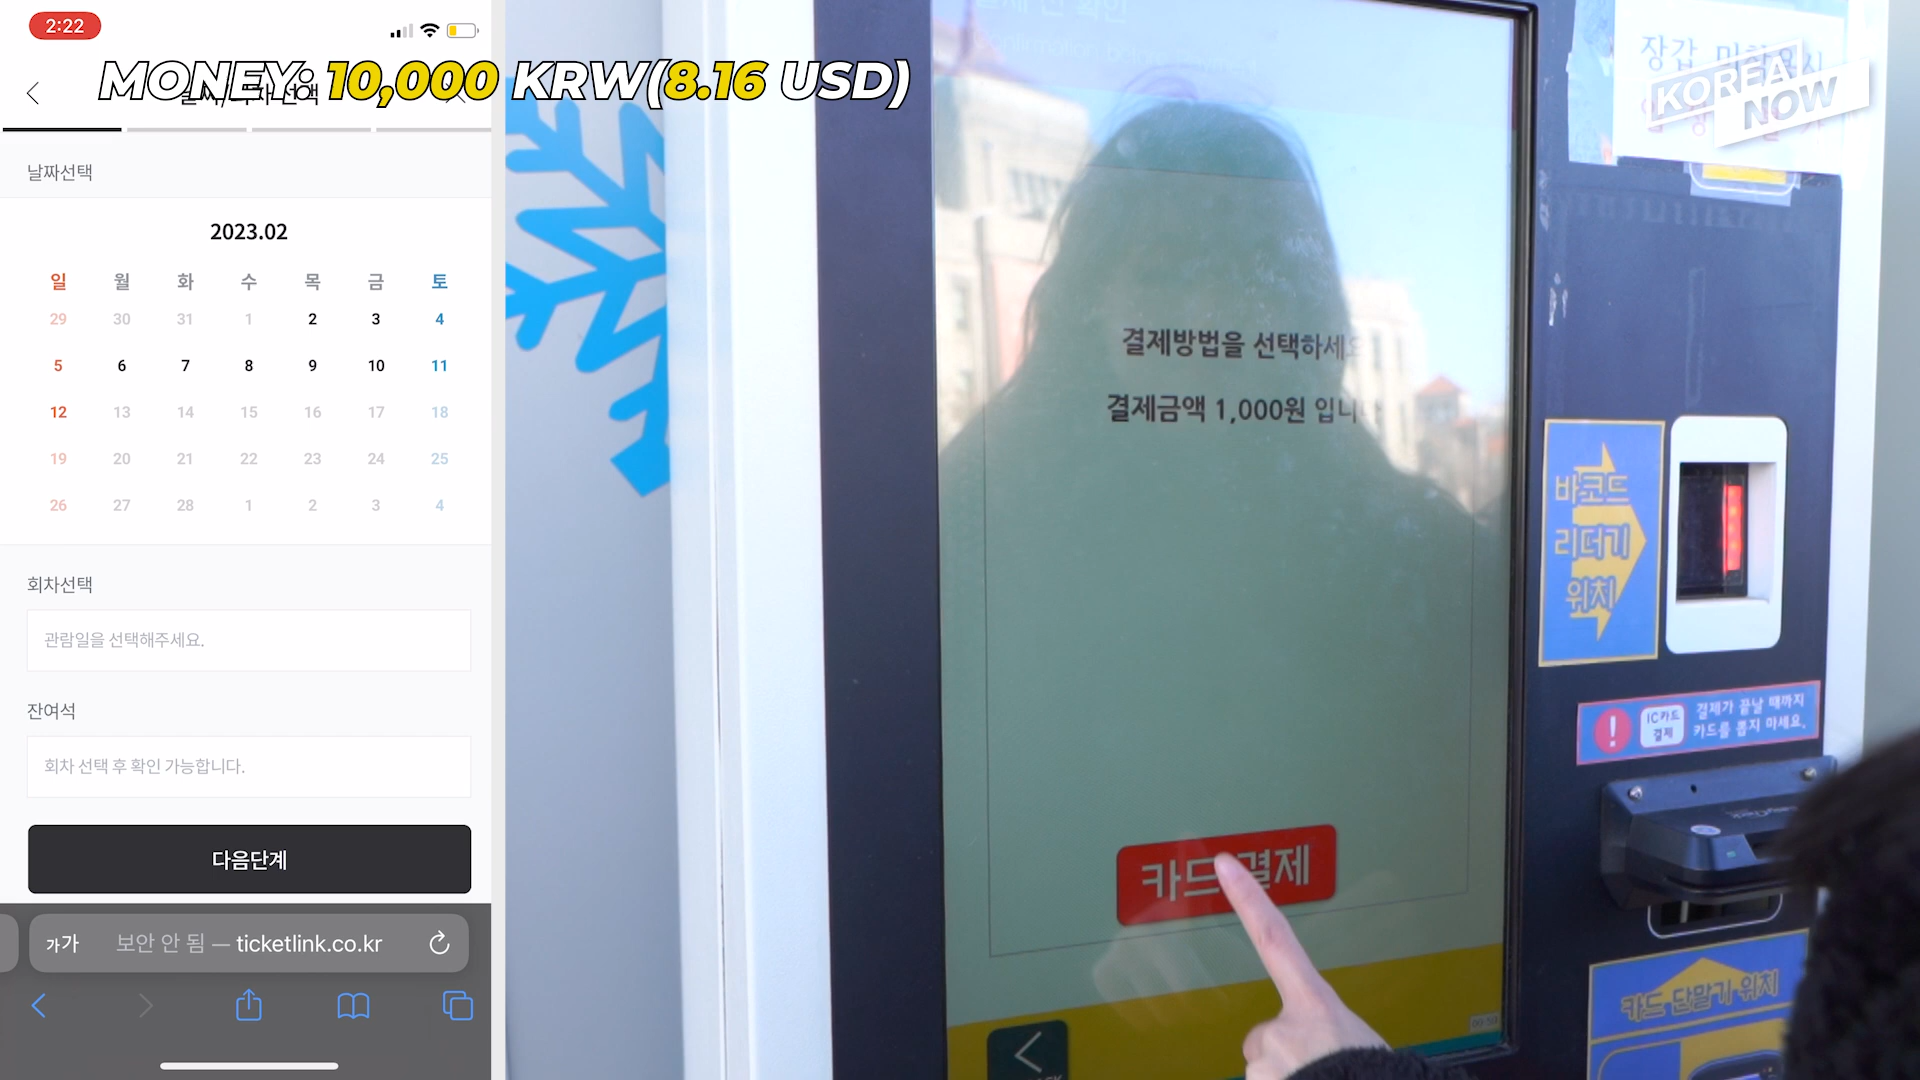 2:22
MONEY: 10,000 KRW(8.16 USD)
날짜선택
2023.02
일 월 화 수 목 금 토
29 30 31 1 2 3 4
5 6 7 8 9 10 11
12 13 14 15 16 17 18
19 20 21 22 23 24 25
26 27 28 1 2 3 4
회차선택
관람일을 선택해주세요.
잔여석
회차 선택 후 확인 가능합니다.
다음단계
가가 보안 안 됨 — ticketlink.co.kr
결제방법을 선택하세요
결제금액 1,000원 입니다
카드결제
장갑
KOREA
NOW
바코드
리더기
위치
IC카드
결제
결제가 끝날 때까지
카드를 뽑지 마세요.
카드 단말기 위치